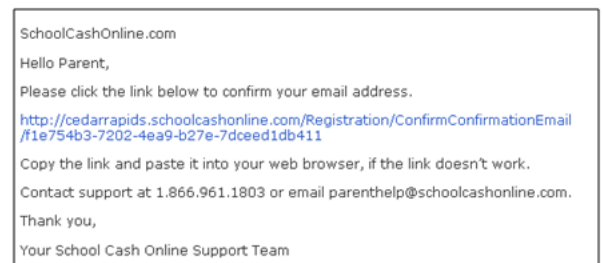 SchoolCashOnline.com
Hello Parent,
Please click the link below to confirm your email address.
http://cedarrapids.schoolcashonline.com/Registration/ConfirmConfirmationEmail
/f1e754b3-7202-4ea9-b27e-7dceed1db411
Copy the link and paste it into your web browser, if the link doesn't work.
Contact support at 1.866.961.1803 or email parenthelp@schoolcashonline.com.
Thank you,
Your School Cash Online Support Team